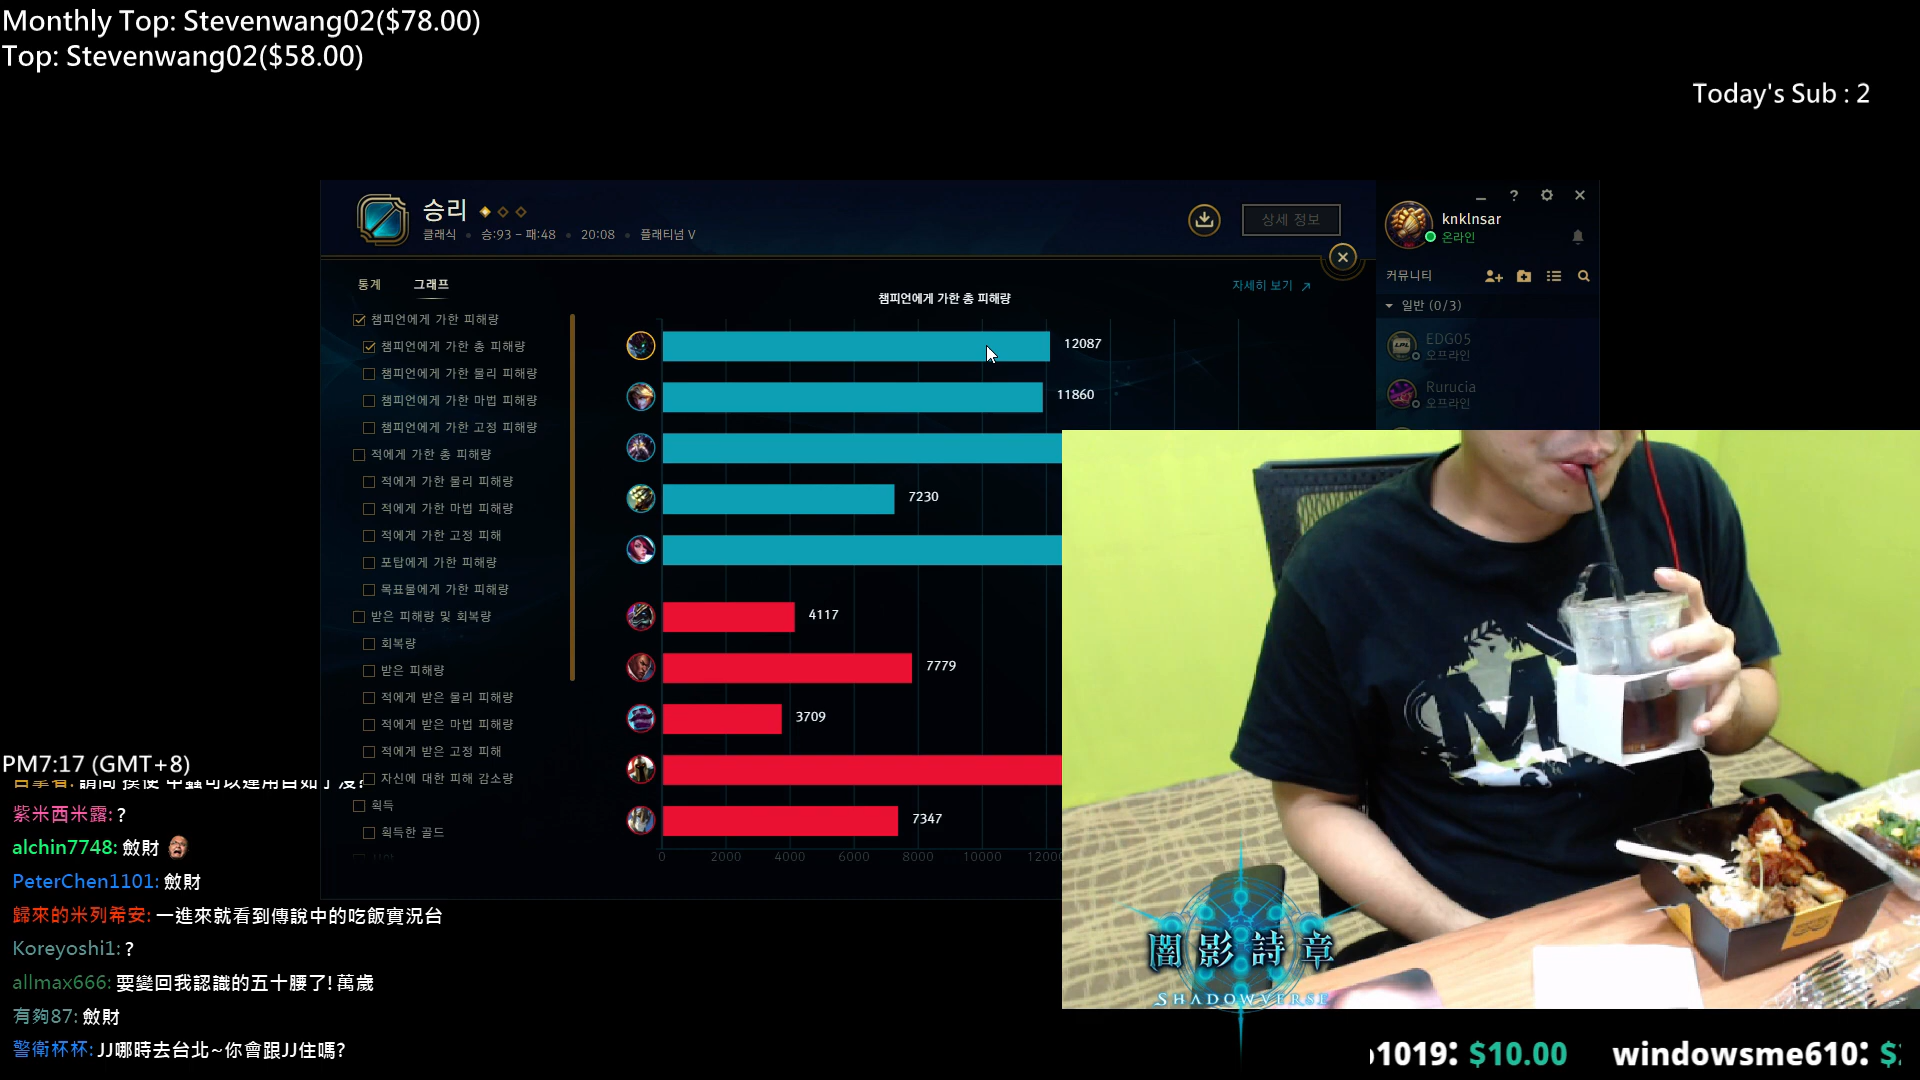 Monthly Top: Stevenwang02($78.00)
Top: Stevenwang02($58.00)
Today's Sub : 2
승리
클래식 • 승:93 – 패:48 • 20:08 • 플래티넘 V
상세 정보
knklnsar
온라인
커뮤니티
일반 (0/3)
EDG05
오프라인
Rurucia
오프라인
통계 그래프
자세히 보기
챔피언에게 가한 총 피해량
챔피언에게 가한 피해량
챔피언에게 가한 총 피해량
챔피언에게 가한 물리 피해량
챔피언에게 가한 마법 피해량
챔피언에게 가한 고정 피해량
적에게 가한 총 피해량
적에게 가한 물리 피해량
적에게 가한 마법 피해량
적에게 가한 고정 피해
포탑에게 가한 피해량
목표물에게 가한 피해량
받은 피해량 및 회복량
회복량
받은 피해량
적에게 받은 물리 피해량
적에게 받은 마법 피해량
적에게 받은 고정 피해
자신에 대한 피해 감소량
획득
획득한 골드
12087
11860
7230
4117
7779
3709
7347
0 2000 4000 6000 8000 10000 12000
PM7:17 (GMT+8)
紫米西米露: ?
alchin7748: 斂財
PeterChen1101: 斂財
歸來的米列希安: 一進來就看到傳說中的吃飯實況台
Koreyoshi1: ?
allmax666: 要變回我認識的五十腰了! 萬歲
有夠87: 斂財
警衛杯杯: JJ哪時去台北~你會跟JJ住嗎?
M
闇影詩章
SHADOWVERSE
1019: $10.00 windowsme610: $